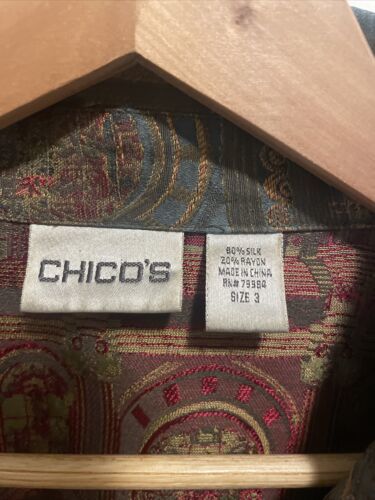 CHICO'S
80% SILK
20% RAYON
MADE IN CHINA
RN# 79984
SIZE 3